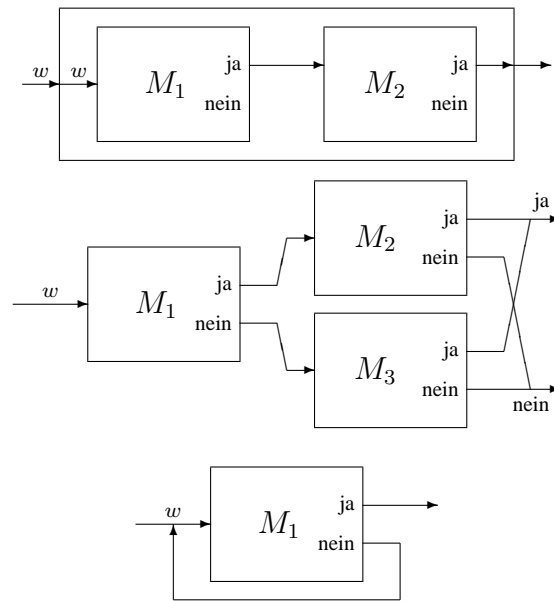 w w M₁ ja nein M₂ ja nein
w M₁ ja nein M₂ ja nein ja
M₃ ja nein nein
w M₁ ja nein